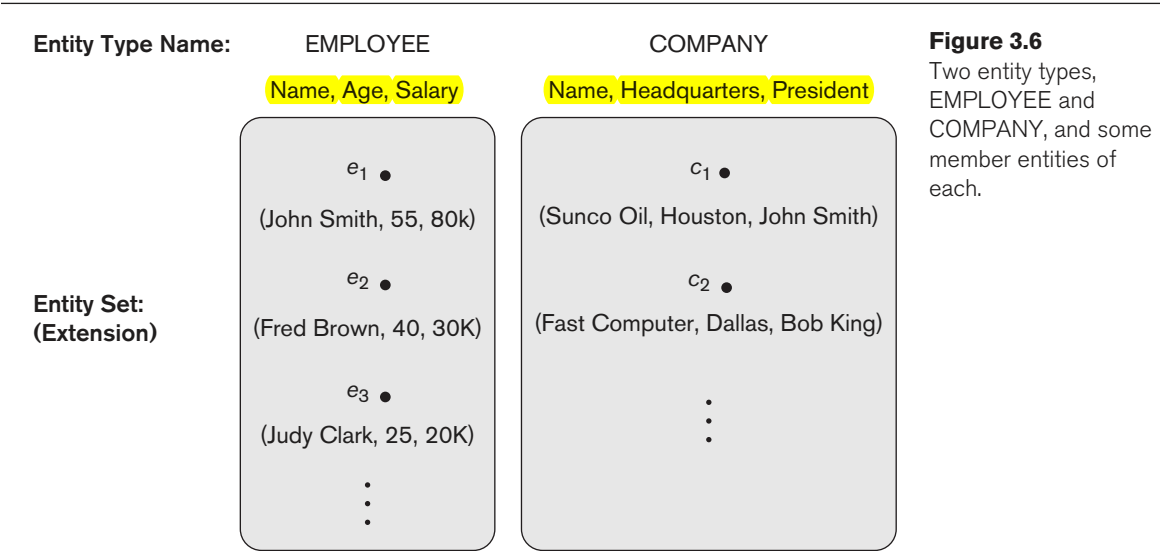 Entity Type Name: EMPLOYEE COMPANY
Name, Age, Salary Name, Headquarters, President
Entity Set:
(Extension)
e1
(John Smith, 55, 80k)
e2
(Fred Brown, 40, 30K)
e3
(Judy Clark, 25, 20K)
c1
(Sunco Oil, Houston, John Smith)
c2
(Fast Computer, Dallas, Bob King)
Figure 3.6
Two entity types,
EMPLOYEE and
COMPANY, and some
member entities of
each.